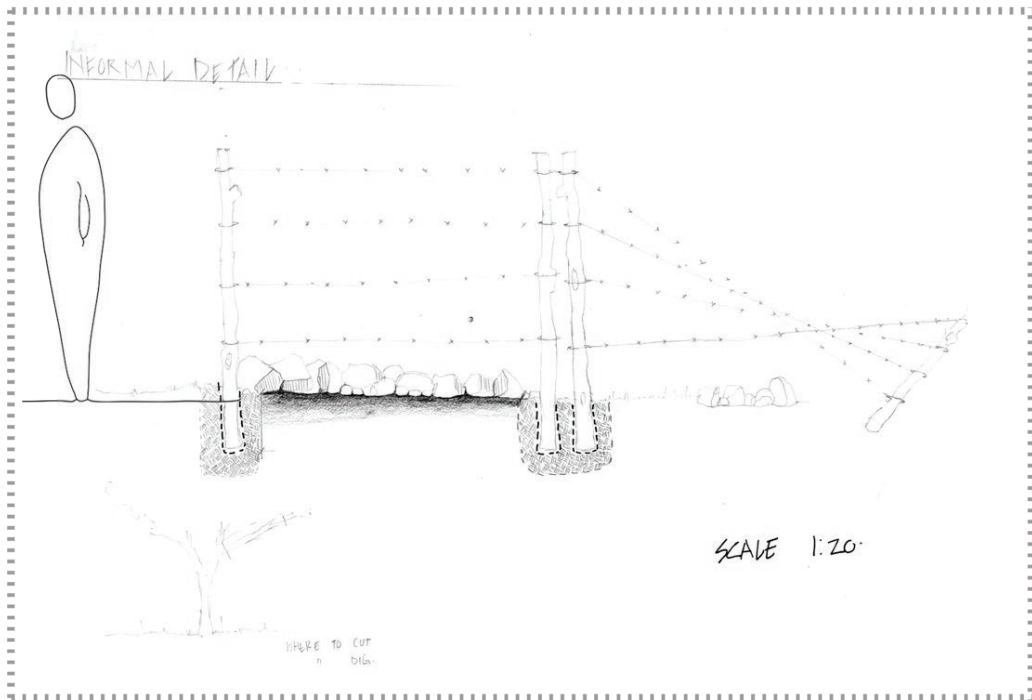 INFORMAL DETAIL
SCALE 1:20.
WHERE TO CUT
" DIG.